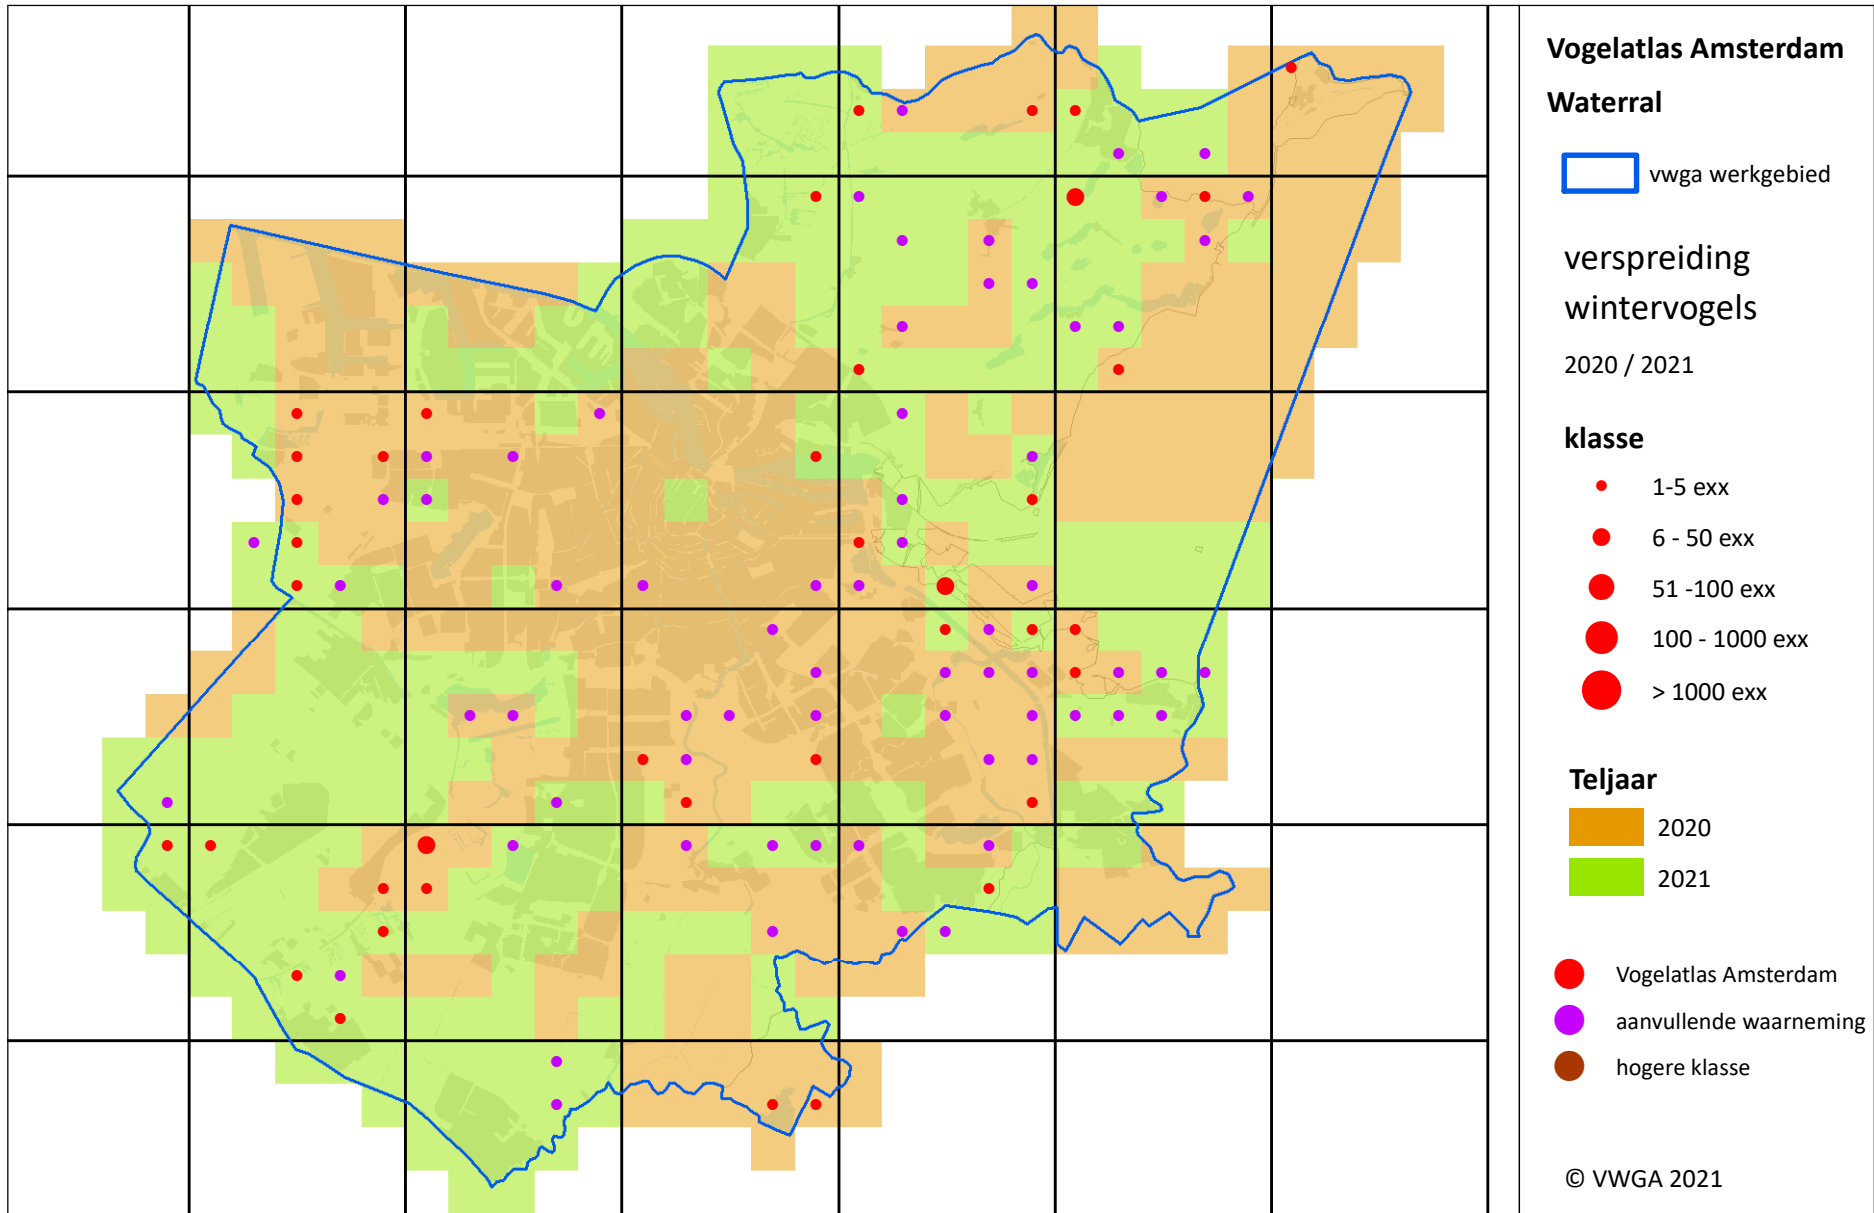 Vogelatlas Amsterdam
Waterral
vwga werkgebied
verspreiding
wintervogels
2020 / 2021
klasse
1-5 exx
6 - 50 exx
51 -100 exx
100 - 1000 exx
> 1000 exx
Teljaar
2020
2021
Vogelatlas Amsterdam
aanvullende waarneming
hogere klasse
© VWGA 2021